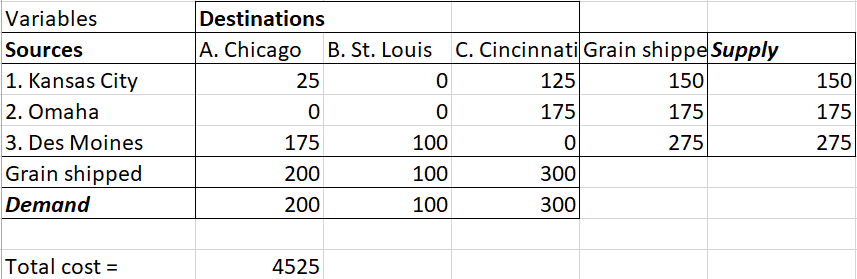 Variables Destinations
Sources A. Chicago B. St. Louis C. Cincinnati Grain shippe Supply
1. Kansas City 25 0 125 150 150
2. Omaha 0 0 175 175 175
3. Des Moines 175 100 0 275 275
Grain shipped 200 100 300
Demand 200 100 300
Total cost = 4525